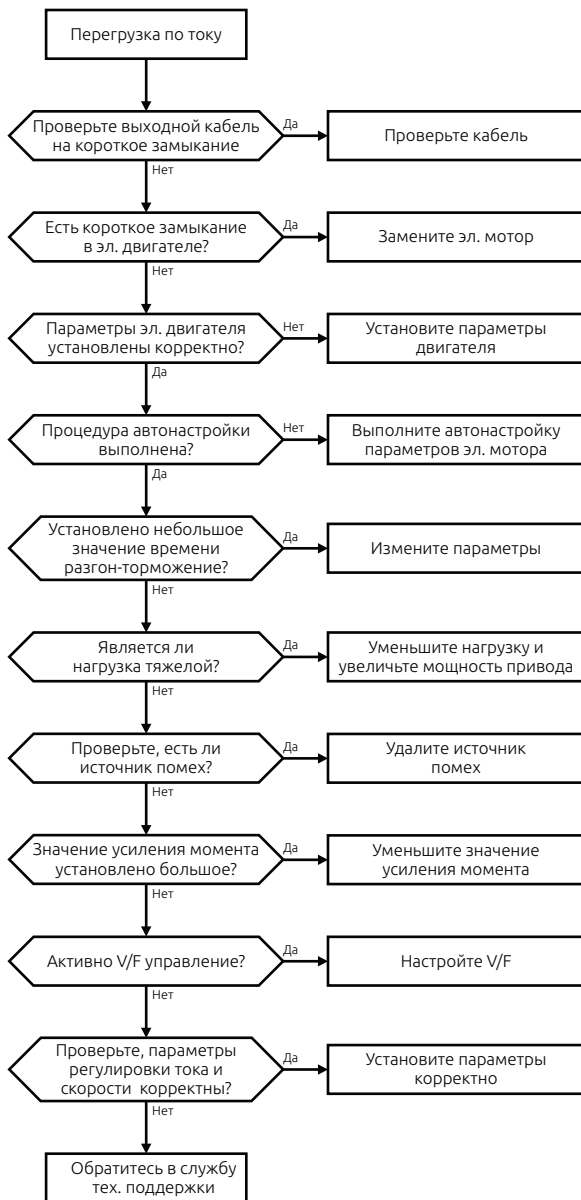 Перегрузка по току
Проверьте выходной кабель
на короткое замыкание
Да
Проверьте кабель
Нет
Есть короткое замыкание
в эл. двигателе?
Да
Замените эл. мотор
Нет
Параметры эл. двигателя
установлены корректно?
Нет
Установите параметры
двигателя
Да
Процедура автонастройки
выполнена?
Нет
Выполните автонастройку
параметров эл. мотора
Да
Установлено небольшое
значение времени
разгон-торможение?
Да
Измените параметры
Нет
Является ли
нагрузка тяжелой?
Да
Уменьшите нагрузку и
увеличьте мощность привода
Нет
Проверьте, есть ли
источник помех?
Да
Удалите источник
помех
Нет
Значение усиления момента
установлено большое?
Да
Уменьшите значение
усиления момента
Нет
Активно V/F управление?
Да
Настройте V/F
Нет
Проверьте, параметры
регулировки тока и
скорости корректны?
Да
Установите параметры
корректно
Нет
Обратитесь в службу
тех. поддержки